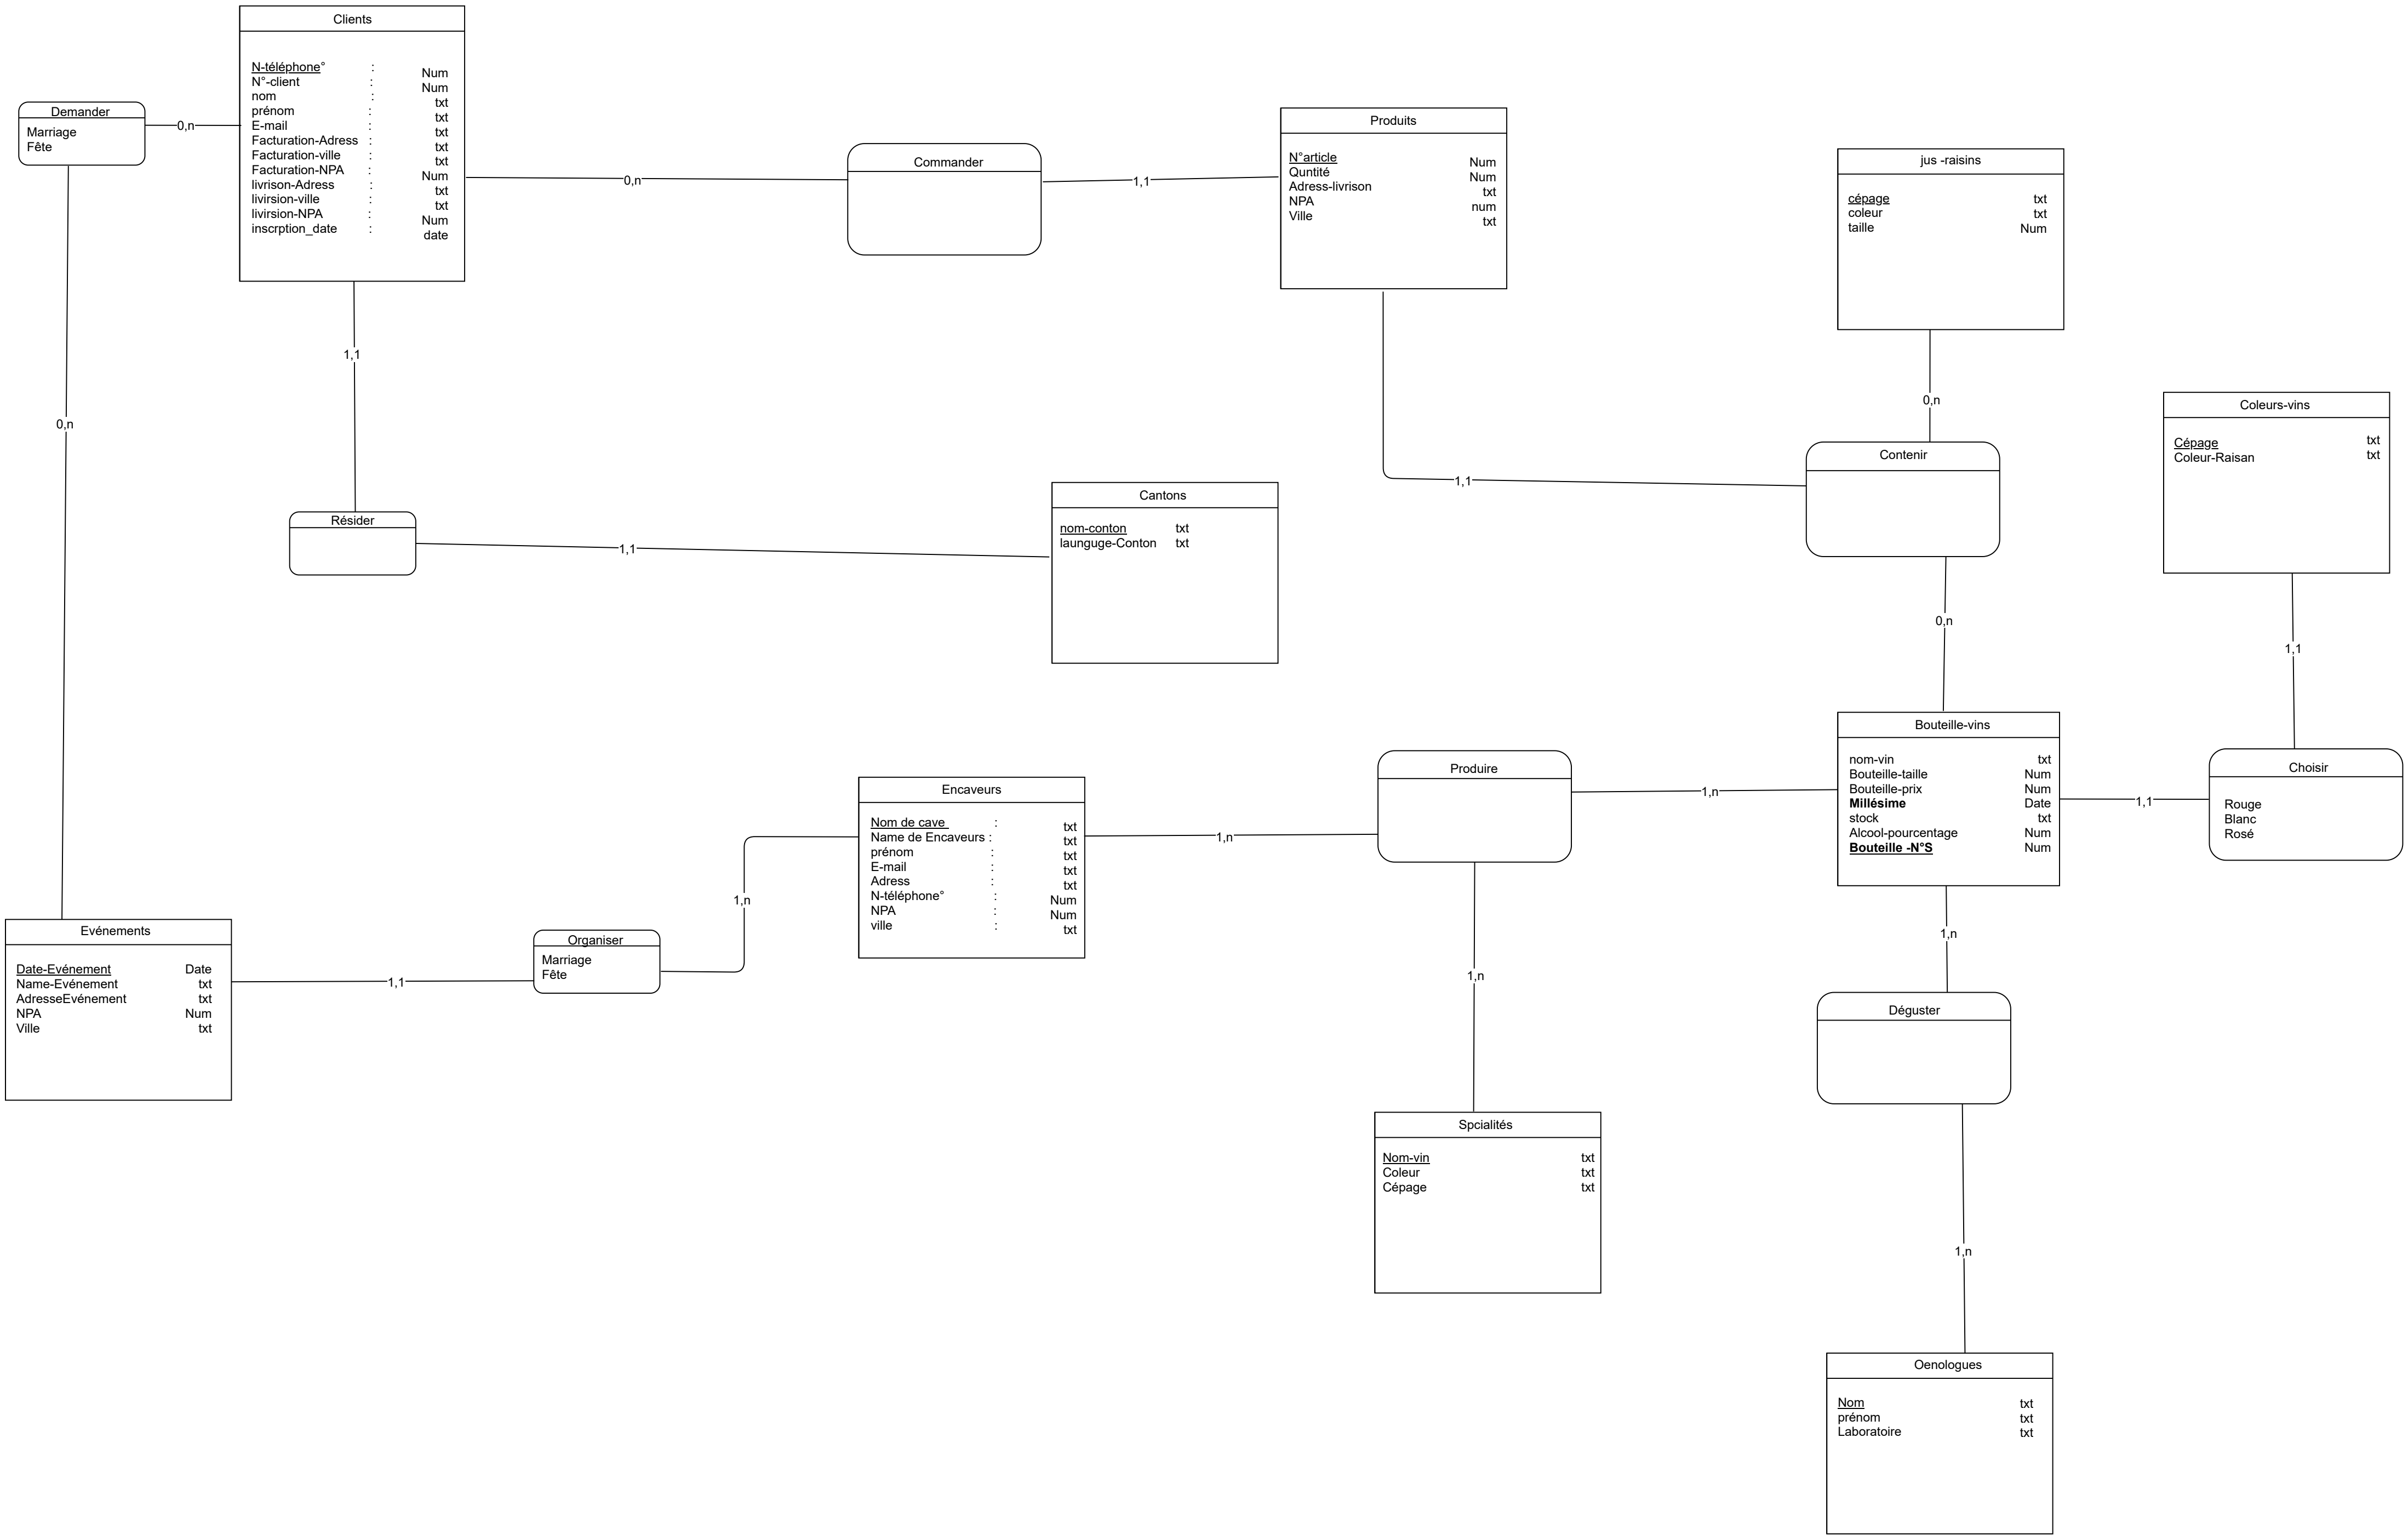 Clients
N-téléphone° : Num
N°-client : Num
nom : txt
prénom : txt
E-mail : txt
Facturation-Adress : txt
Facturation-ville : txt
Facturation-NPA : Num
livrison-Adress : txt
livirsion-ville : txt
livirsion-NPA : Num
inscrption_date : date
Demander
Marriage
Fête
0,n
0,n
Commander
1,1
Produits
N°article Num
Quntité Num
Adress-livrison txt
NPA num
Ville txt
jus -raisins
cépage txt
coleur txt
taille Num
1,1
0,n
0,n
Coleurs-vins
Cépage txt
Coleur-Raisan txt
Contenir
1,1
Cantons
nom-conton txt
launguge-Conton txt
Résider
1,1
0,n
1,1
Bouteille-vins
nom-vin txt
Bouteille-taille Num
Bouteille-prix Num
Millésime Date
stock txt
Alcool-pourcentage Num
Bouteille -N°S Num
Choisir
Rouge
Blanc
Rosé
1,1
Produire
1,n
Encaveurs
Nom de cave :  txt
Name de Encaveurs : txt
prénom : txt
E-mail : txt
Adress : txt
N-téléphone° : Num
NPA : Num
ville : txt
1,n
1,n
Evénements
Date-Evénement Date
Name-Evénement txt
AdresseEvénement txt
NPA Num
Ville txt
1,1
Organiser
Marriage
Fête
1,n
1,n
Déguster
Spcialités
Nom-vin txt
Coleur txt
Cépage txt
1,n
Oenologues
Nom txt
prénom txt
Laboratoire txt